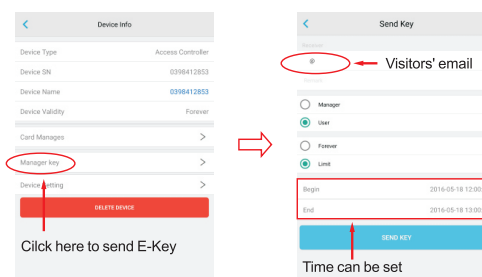 Device Info
Device Type Access Controller
Device SN 0398412853
Device Name 0398412853
Device Validity Forever
Card Manages
Manager key
Device Setting
DELETE DEVICE
Cilck here to send E-Key
Send Key
@
Visitors' email
Manager
User
Forever
Limit
Begin 2016-05-18 12:00
End 2016-05-18 13:00
SEND KEY
Time can be set